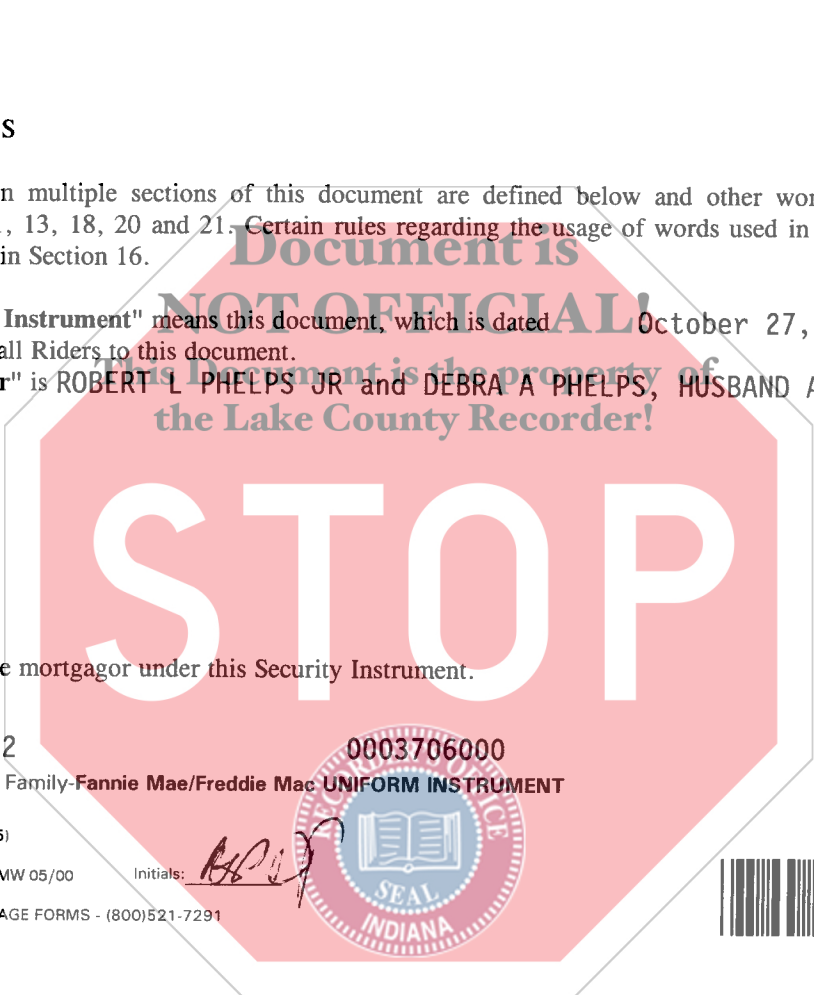 S
n multiple sections of this document are defined below and other wor
, 13, 18, 20 and 21. Certain rules regarding the usage of words used in
in Section 16.
Document is
NOT OFFICIAL!
Instrument" means this document, which is dated October 27,
all Riders to this document.
This Document is the property of
r" is ROBERT L PHELPS JR and DEBRA A PHELPS, HUSBAND A
the Lake County Recorder!
STOP
e mortgagor under this Security Instrument.
2 0003706000
Family-Fannie Mae/Freddie Mac UNIFORM INSTRUMENT
MW 05/00 Initials:
AGE FORMS - (800)521-7291
RECORDER'S OFFICE
SEAL
INDIANA